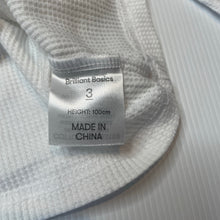 Brilliant Basics
3
HEIGHT: 100cm
MADE IN
CHINA